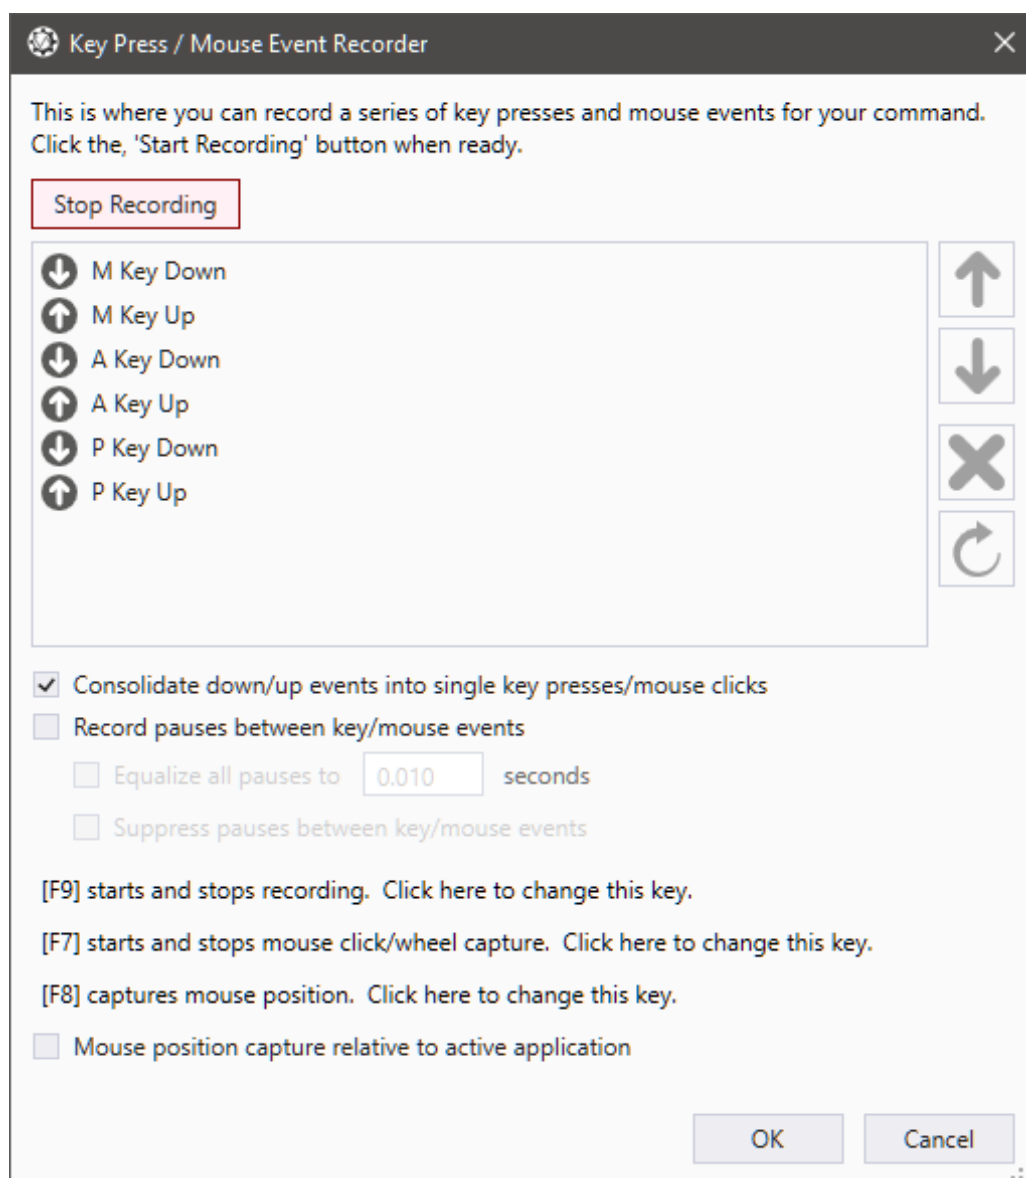 Key Press / Mouse Event Recorder
This is where you can record a series of key presses and mouse events for your command.
Click the, 'Start Recording' button when ready.
Stop Recording
M Key Down
M Key Up
A Key Down
A Key Up
P Key Down
P Key Up
Consolidate down/up events into single key presses/mouse clicks
Record pauses between key/mouse events
Equalize all pauses to 0.010 seconds
Suppress pauses between key/mouse events
[F9] starts and stops recording.  Click here to change this key.
[F7] starts and stops mouse click/wheel capture.  Click here to change this key.
[F8] captures mouse position.  Click here to change this key.
Mouse position capture relative to active application
OK Cancel